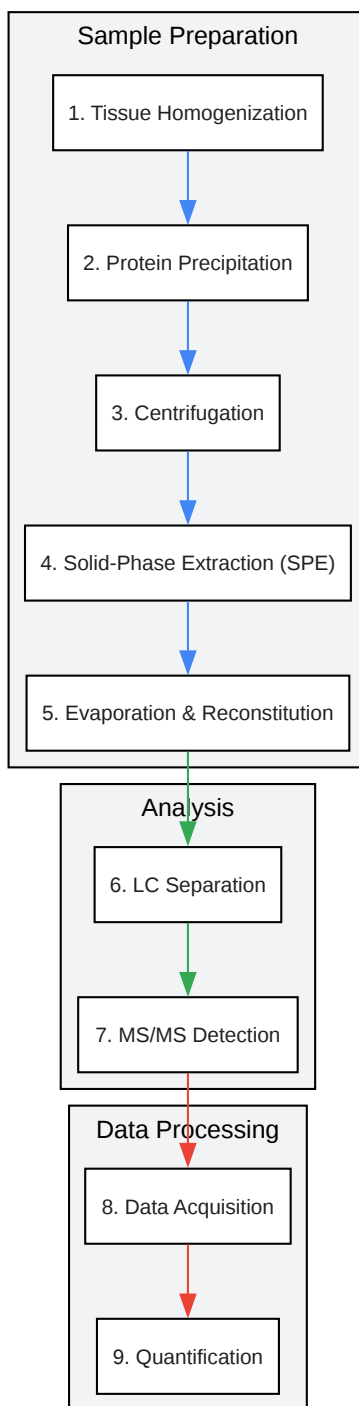 Sample Preparation
1. Tissue Homogenization
2. Protein Precipitation
3. Centrifugation
4. Solid-Phase Extraction (SPE)
5. Evaporation & Reconstitution
Analysis
6. LC Separation
7. MS/MS Detection
Data Processing
8. Data Acquisition
9. Quantification